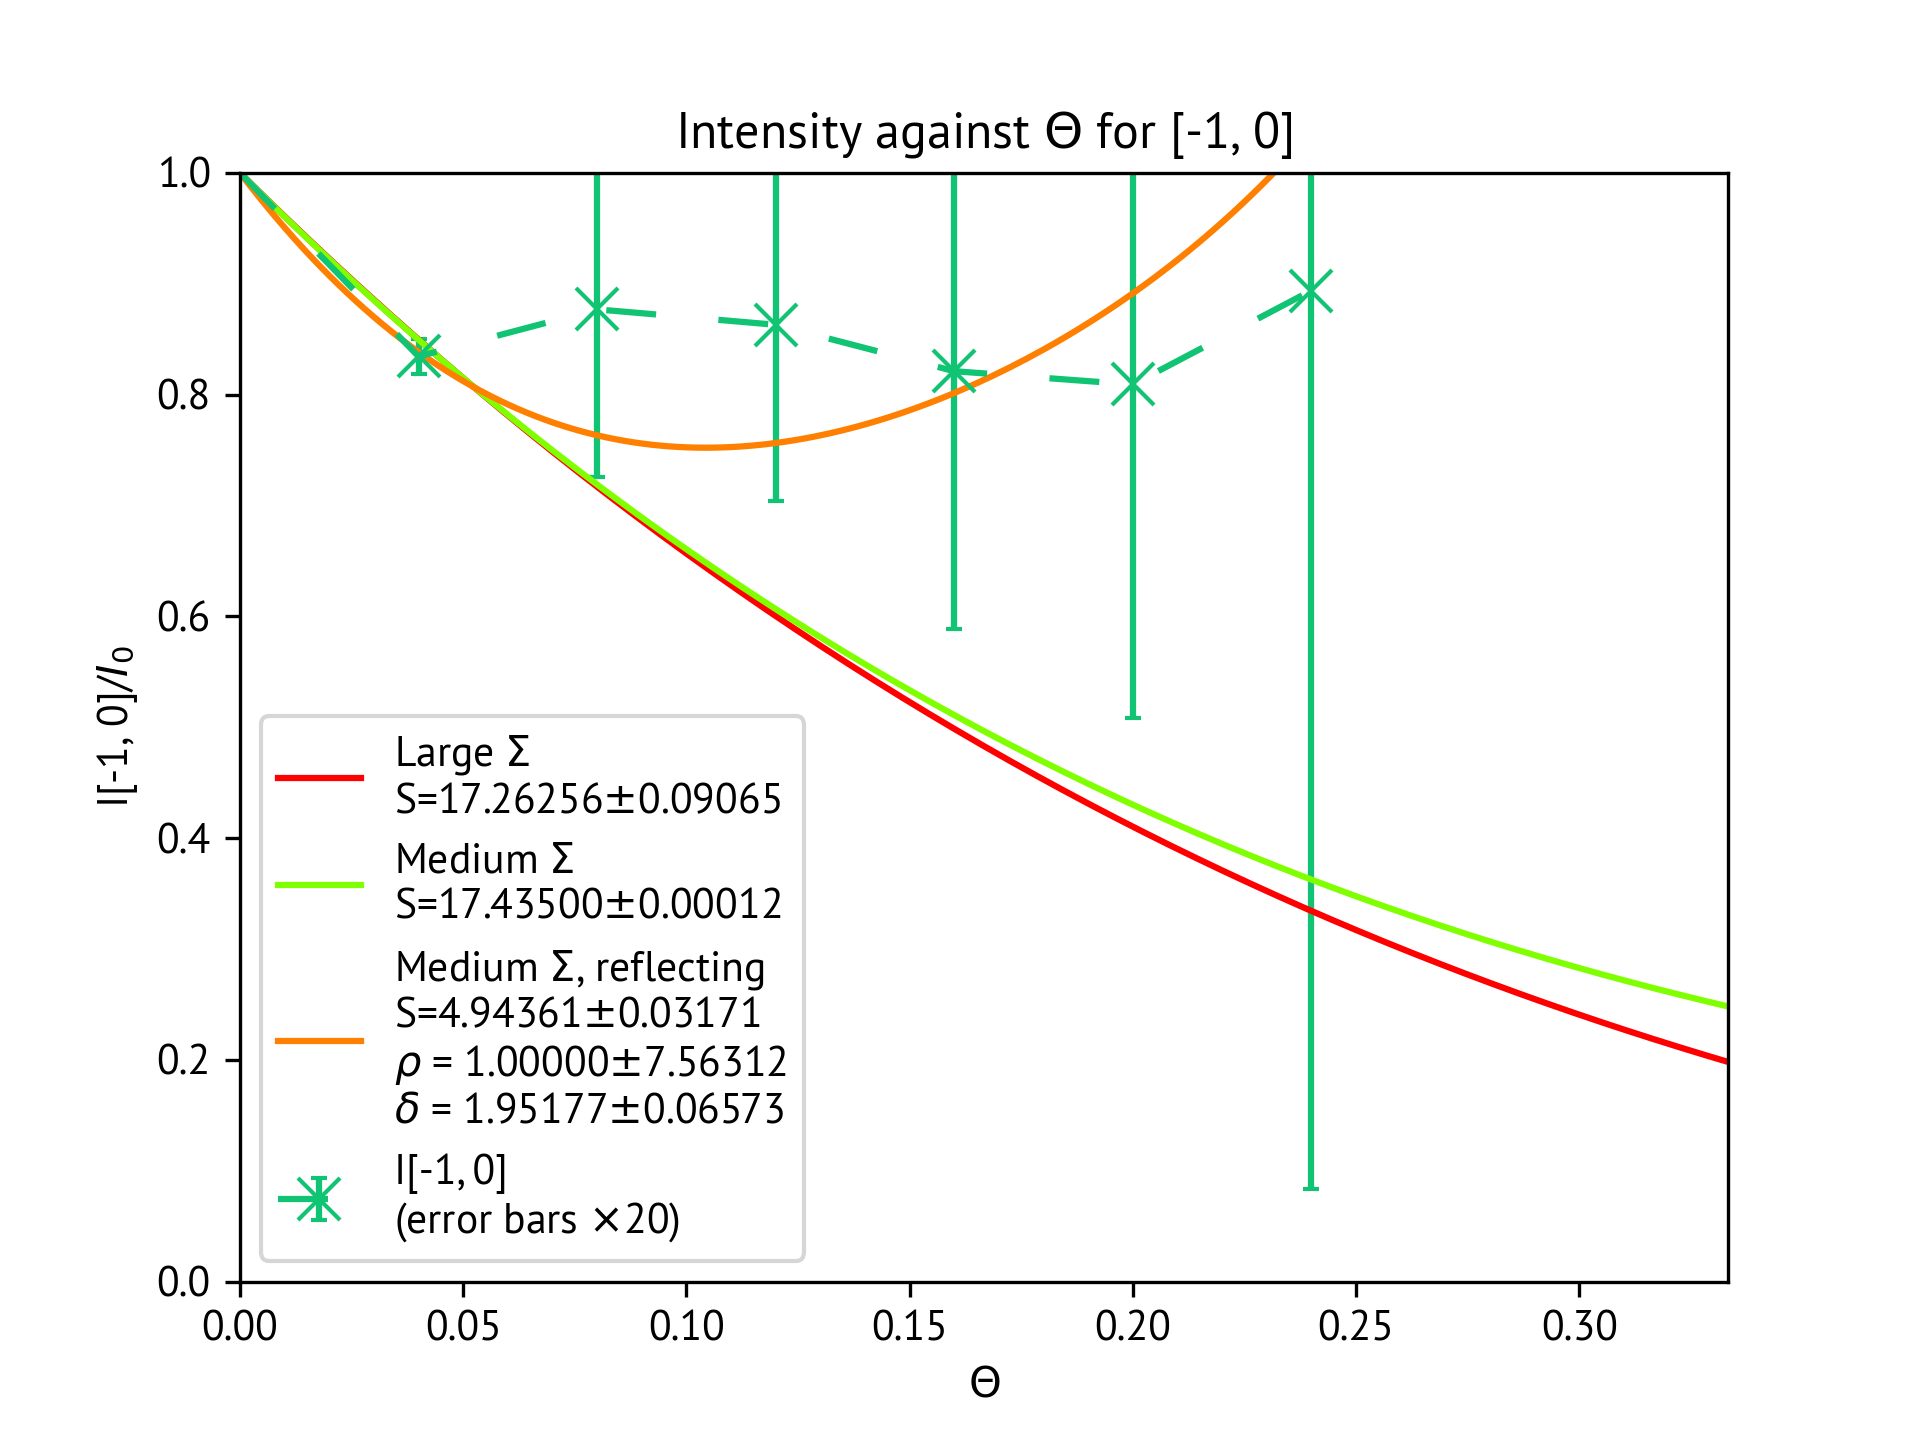 Intensity against Θ for [-1, 0]
I[-1, 0]/I₀
1.0
0.8
0.6
0.4
0.2
0.0
Large Σ
S=17.26256±0.09065
Medium Σ
S=17.43500±0.00012
Medium Σ, reflecting
S=4.94361±0.03171
ρ = 1.00000±7.56312
δ = 1.95177±0.06573
I[-1, 0]
(error bars ×20)
0.00 0.05 0.10 0.15 0.20 0.25 0.30
Θ